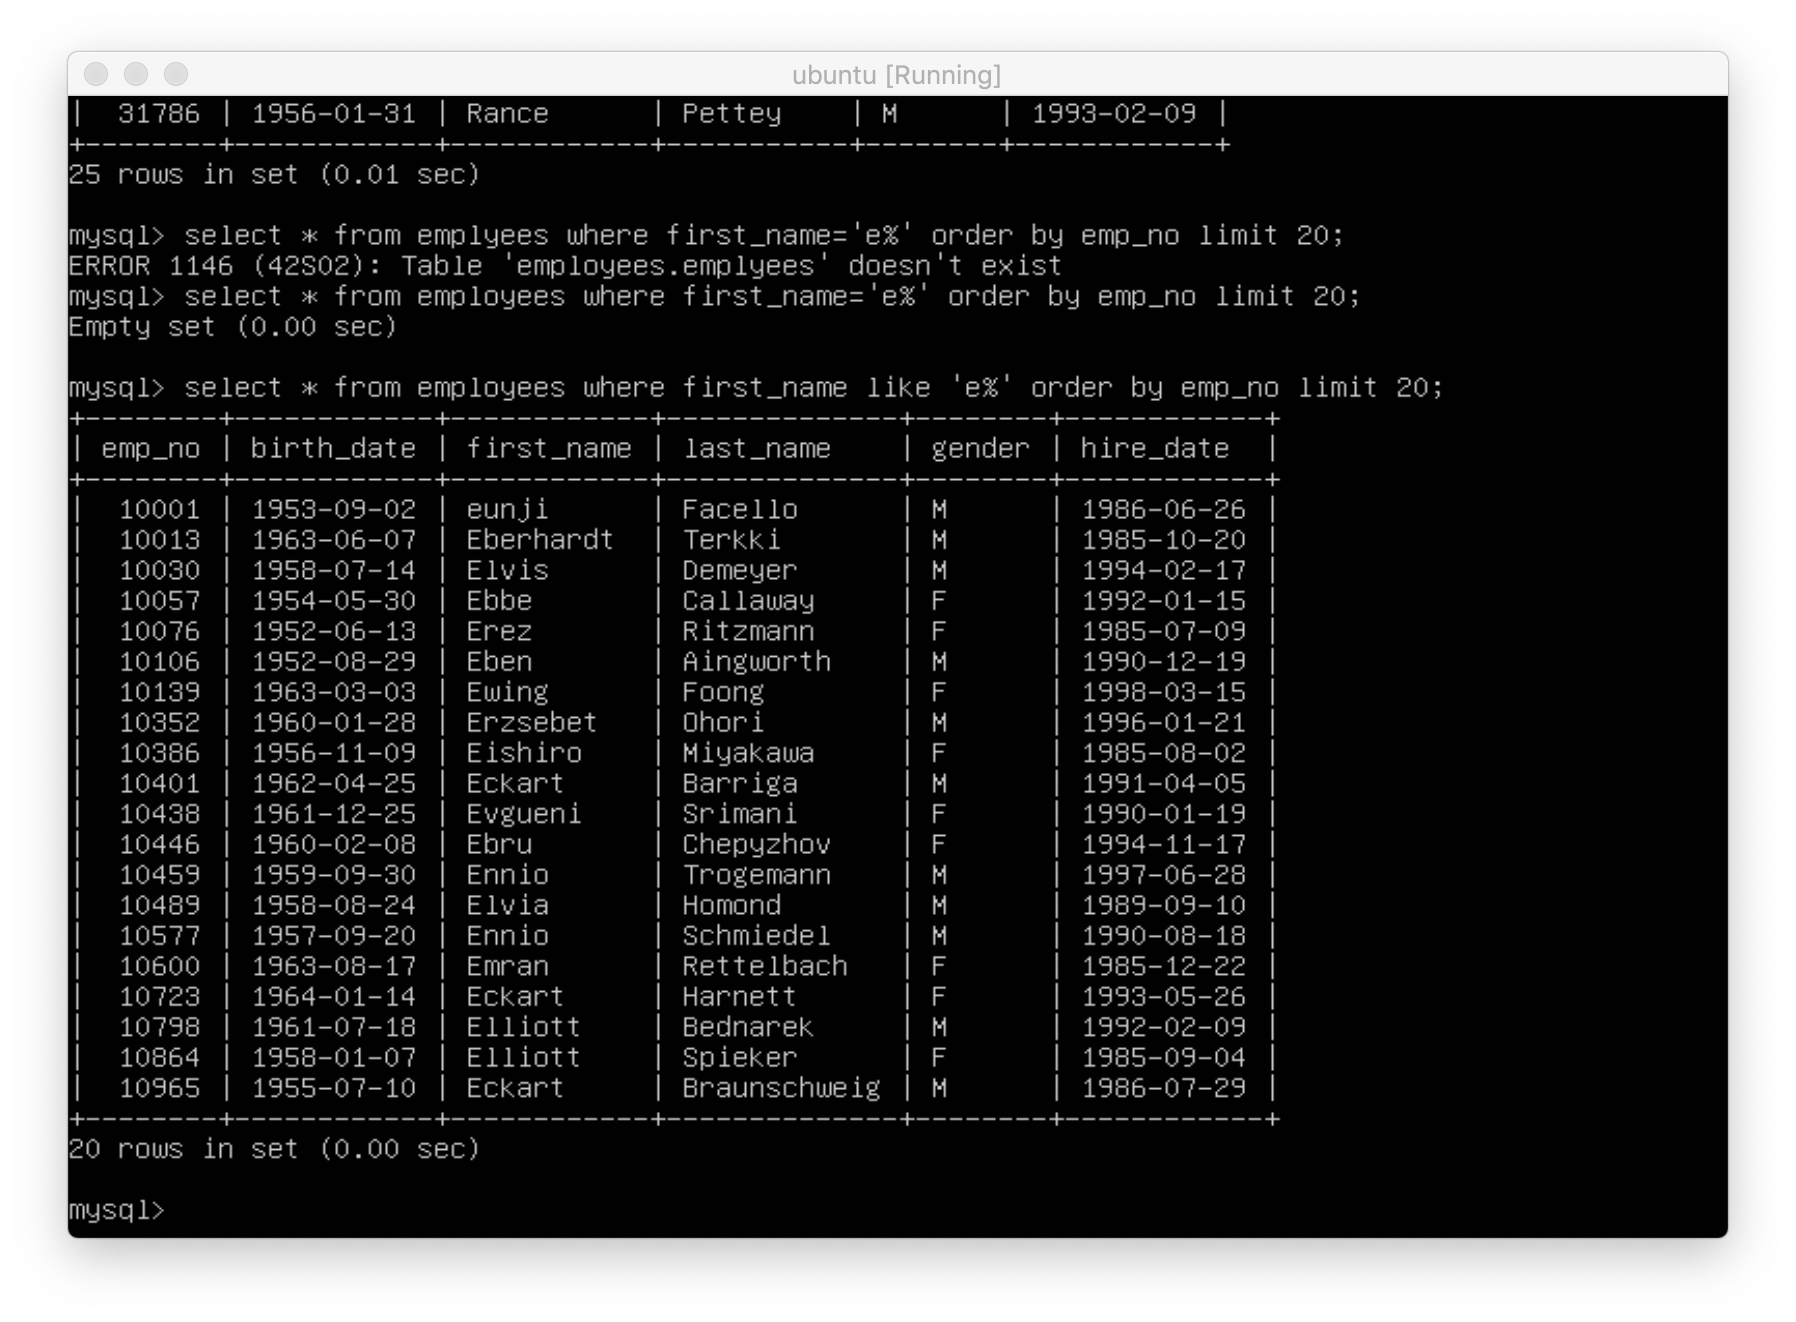 ubuntu [Running]
|  31786 | 1956-01-31 | Rance      | Pettey    | M      | 1993-02-09 |
+--------+------------+------------+-----------+--------+------------+
25 rows in set (0.01 sec)
mysql> select * from emplyees where first_name='e%' order by emp_no limit 20;
ERROR 1146 (42S02): Table 'employees.emplyees' doesn't exist
mysql> select * from employees where first_name='e%' order by emp_no limit 20;
Empty set (0.00 sec)
mysql> select * from employees where first_name like 'e%' order by emp_no limit 20;
+--------+------------+------------+--------------+--------+------------+
| emp_no | birth_date | first_name | last_name    | gender | hire_date  |
+--------+------------+------------+--------------+--------+------------+
|  10001 | 1953-09-02 | eunji      | Facello      | M      | 1986-06-26 |
|  10013 | 1963-06-07 | Eberhardt  | Terkki       | M      | 1985-10-20 |
|  10030 | 1958-07-14 | Elvis      | Demeyer      | M      | 1994-02-17 |
|  10057 | 1954-05-30 | Ebbe       | Callaway     | F      | 1992-01-15 |
|  10076 | 1952-06-13 | Erez       | Ritzmann     | F      | 1985-07-09 |
|  10106 | 1952-08-29 | Eben       | Aingworth    | M      | 1990-12-19 |
|  10139 | 1963-03-03 | Ewing      | Foong        | F      | 1998-03-15 |
|  10352 | 1960-01-28 | Erzsebet   | Ohori        | M      | 1996-01-21 |
|  10386 | 1956-11-09 | Eishiro    | Miyakawa     | F      | 1985-08-02 |
|  10401 | 1962-04-25 | Eckart     | Barriga      | M      | 1991-04-05 |
|  10438 | 1961-12-25 | Evgueni    | Srimani      | F      | 1990-01-19 |
|  10446 | 1960-02-08 | Ebru       | Chepyzhov    | F      | 1994-11-17 |
|  10459 | 1959-09-30 | Ennio      | Trogemann    | M      | 1997-06-28 |
|  10489 | 1958-08-24 | Elvia      | Homond       | M      | 1989-09-10 |
|  10577 | 1957-09-20 | Ennio      | Schmiedel    | M      | 1990-08-18 |
|  10600 | 1963-08-17 | Emran      | Rettelbach   | F      | 1985-12-22 |
|  10723 | 1964-01-14 | Eckart     | Harnett      | F      | 1993-05-26 |
|  10798 | 1961-07-18 | Elliott    | Bednarek     | M      | 1992-02-09 |
|  10864 | 1958-01-07 | Elliott    | Spieker      | F      | 1985-09-04 |
|  10965 | 1955-07-10 | Eckart     | Braunschweig | M      | 1986-07-29 |
+--------+------------+------------+--------------+--------+------------+
20 rows in set (0.00 sec)
mysql>